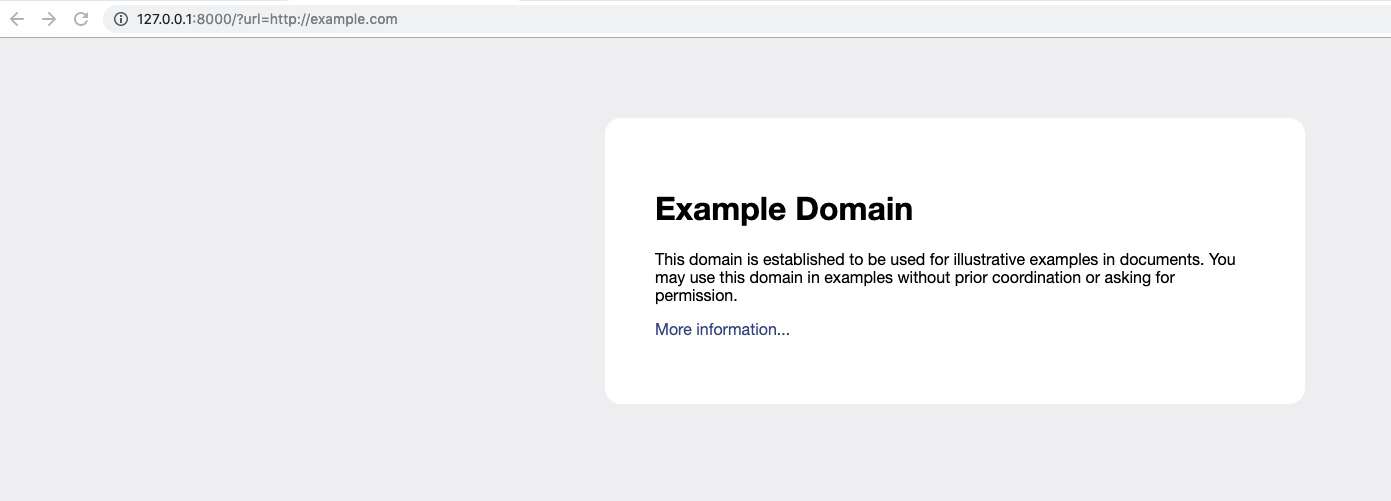 127.0.0.1:8000/?url=http://example.com
Example Domain
This domain is established to be used for illustrative examples in documents. You
may use this domain in examples without prior coordination or asking for
permission.
More information...